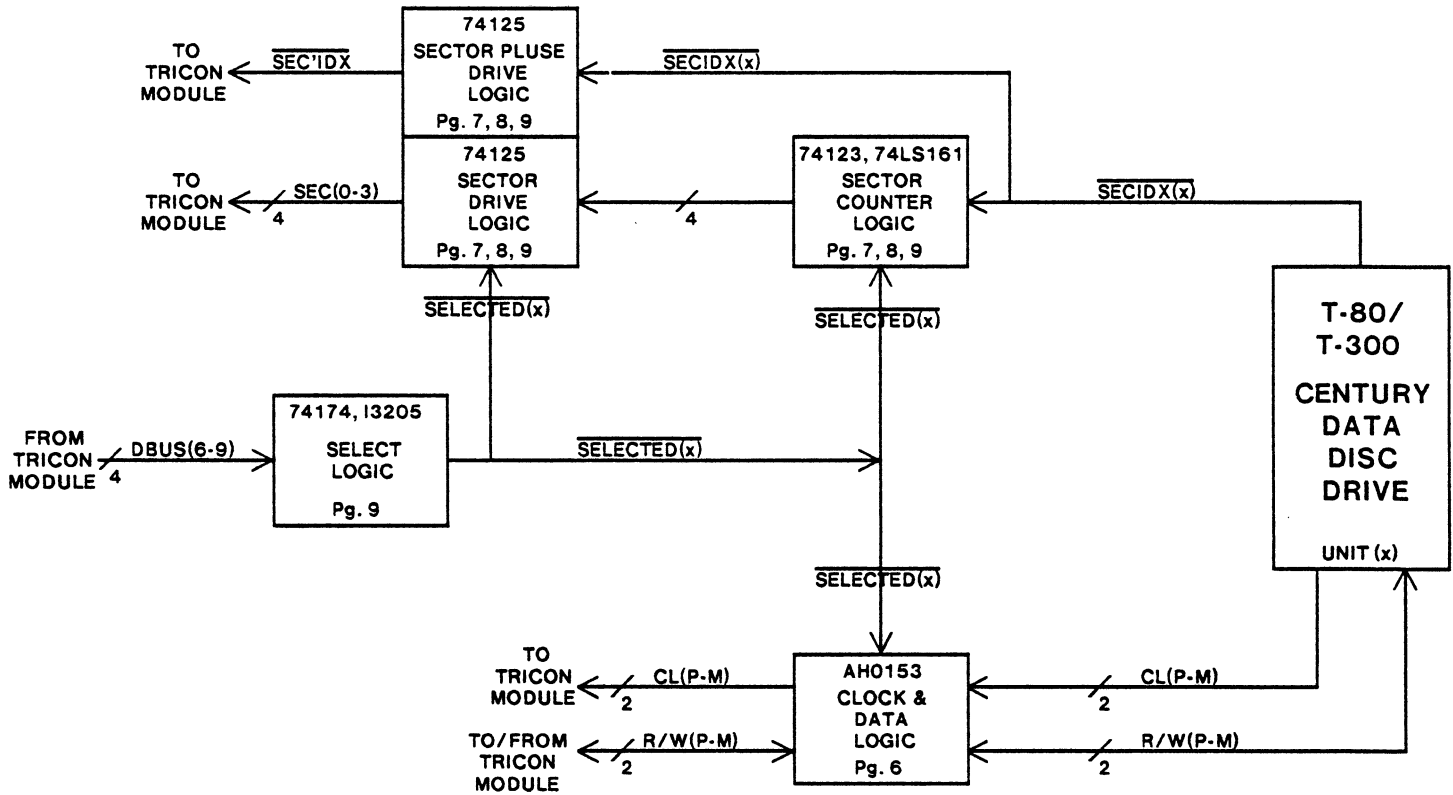 TO
TRICON
MODULE
SEC'IDX
74125
SECTOR PLUSE
DRIVE
LOGIC
Pg. 7, 8, 9
SECIDX(x)
TO
TRICON
MODULE
SEC(0-3)
4
74125
SECTOR
DRIVE
LOGIC
Pg. 7, 8, 9
4
74123, 74LS161
SECTOR
COUNTER
LOGIC
Pg. 7, 8, 9
SECIDX(x)
SELECTED(x)
SELECTED(x)
T-80/
T-300
CENTURY
DATA
DISC
DRIVE
UNIT (x)
FROM
TRICON
MODULE
4
DBUS(6-9)
74174, I3205
SELECT
LOGIC
Pg. 9
SELECTED(x)
SELECTED(x)
TO
TRICON
MODULE
2
CL(P-M)
AH0153
CLOCK &
DATA
LOGIC
Pg. 6
CL(P-M)
2
TO/FROM
TRICON
MODULE
2
R/W(P-M)
R/W(P-M)
2